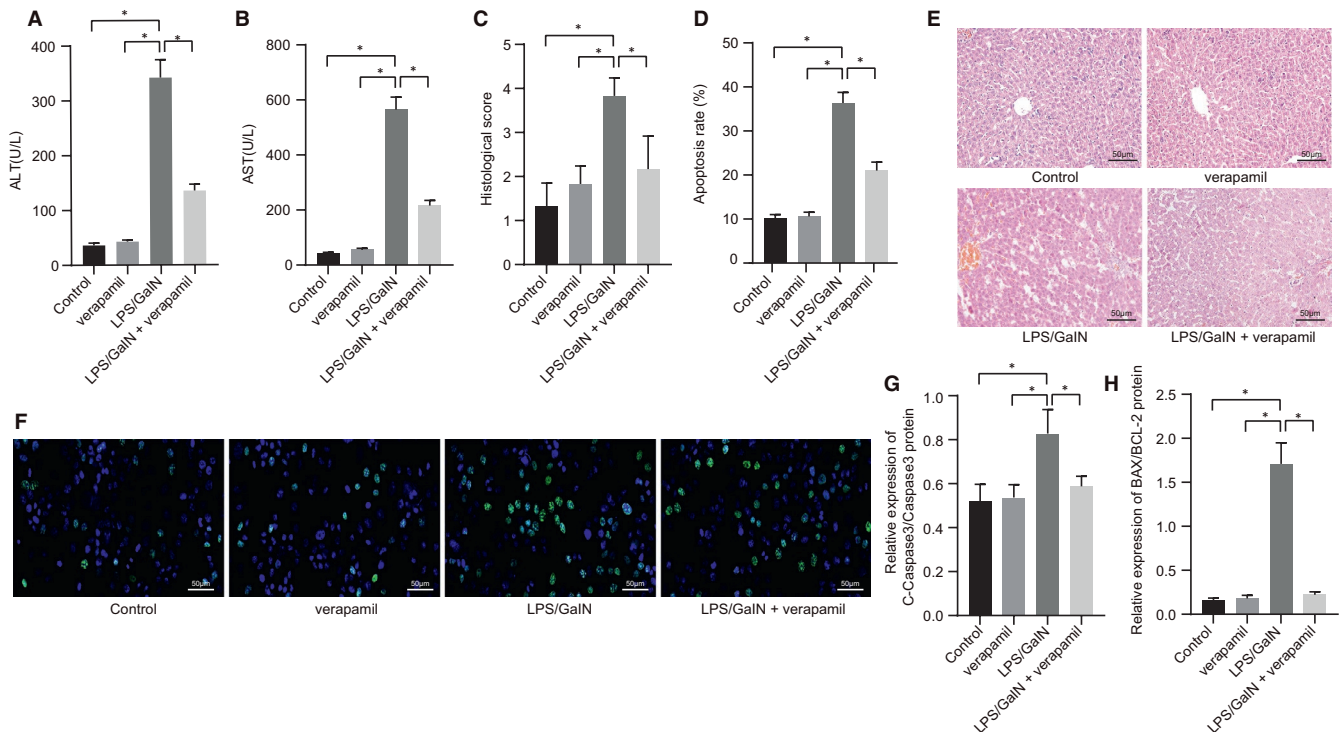 A
ALT(U/L)
400
300
200
100
0
*
*
*
Control
verapamil
LPS/GalN
LPS/GalN + verapamil
B
AST(U/L)
800
600
400
200
0
*
*
*
Control
verapamil
LPS/GalN
LPS/GalN + verapamil
C
Histological score
5
4
3
2
1
0
*
*
*
Control
verapamil
LPS/GalN
LPS/GalN + verapamil
D
Apoptosis rate (%)
50
40
30
20
10
0
*
*
*
Control
verapamil
LPS/GalN
LPS/GalN + verapamil
E
50μm
50μm
Control
verapamil
50μm
50μm
LPS/GalN
LPS/GalN + verapamil
F
50μm
50μm
50μm
50μm
Control
verapamil
LPS/GalN
LPS/GalN + verapamil
G
Relative expression of
C-Caspase3/Caspase3 protein
1.0
0.8
0.6
0.4
0.2
0.0
*
*
*
Control
verapamil
LPS/GalN
LPS/GalN + verapamil
H
Relative expression of BAX/BCL-2 protein
2.5
2.0
1.5
1.0
0.5
0.0
*
*
*
Control
verapamil
LPS/GalN
LPS/GalN + verapamil